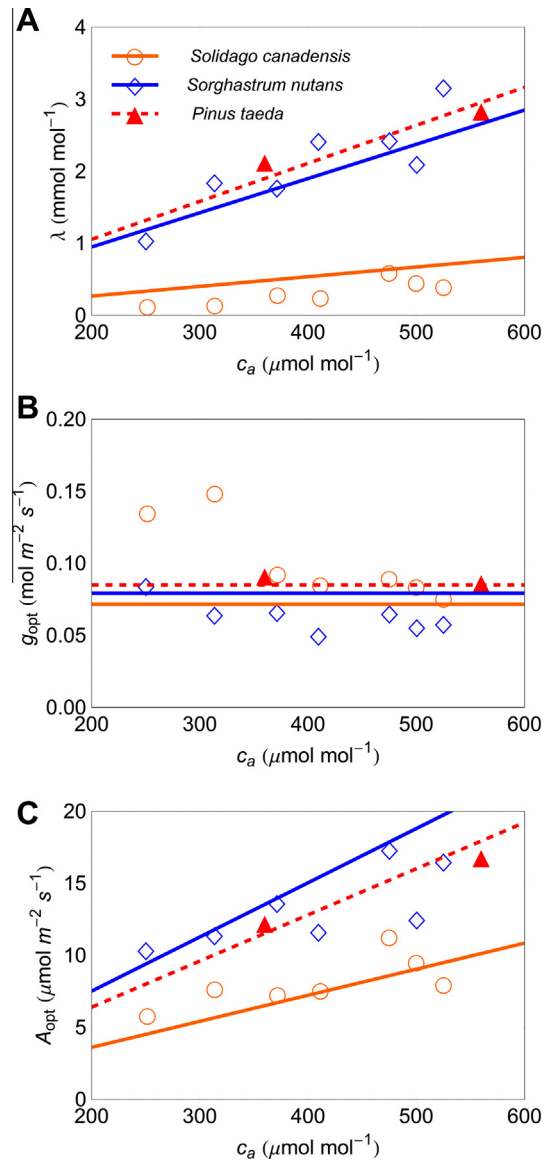 A
4
3
2
1
0
λ (mmol mol⁻¹)
Solidago canadensis
Sorghastrum nutans
Pinus taeda
200 300 400 500 600
cₐ (μmol mol⁻¹)
B
0.20
0.15
0.10
0.05
0.00
gopt (mol m⁻² s⁻¹)
200 300 400 500 600
cₐ (μmol mol⁻¹)
C
20
15
10
5
0
Aopt (μmol m⁻² s⁻¹)
200 300 400 500 600
cₐ (μmol mol⁻¹)